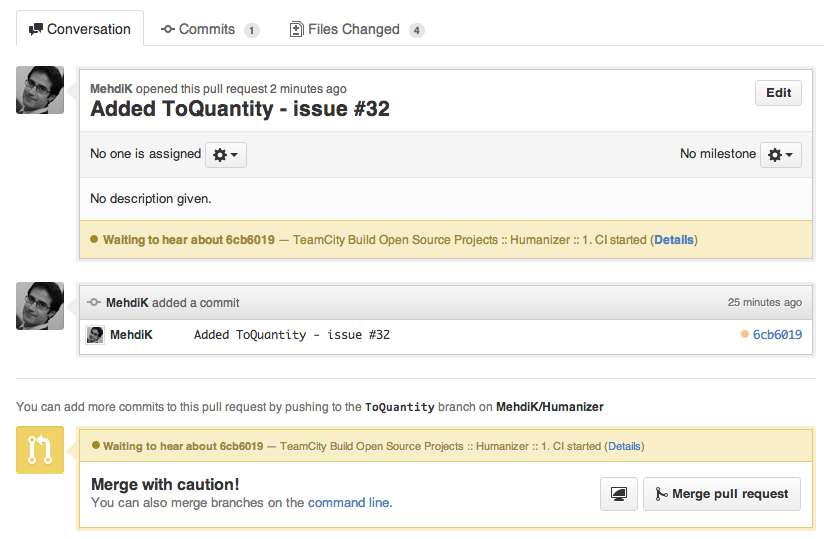 Conversation Commits 1 Files Changed 4
MehdiK opened this pull request 2 minutes ago
Added ToQuantity - issue #32
Edit
No one is assigned No milestone
No description given.
Waiting to hear about 6cb6019 — TeamCity Build Open Source Projects :: Humanizer :: 1. CI started (Details)
MehdiK added a commit 25 minutes ago
MehdiK Added ToQuantity - issue #32 6cb6019
You can add more commits to this pull request by pushing to the ToQuantity branch on MehdiK/Humanizer
Waiting to hear about 6cb6019 — TeamCity Build Open Source Projects :: Humanizer :: 1. CI started (Details)
Merge with caution!
You can also merge branches on the command line.
Merge pull request